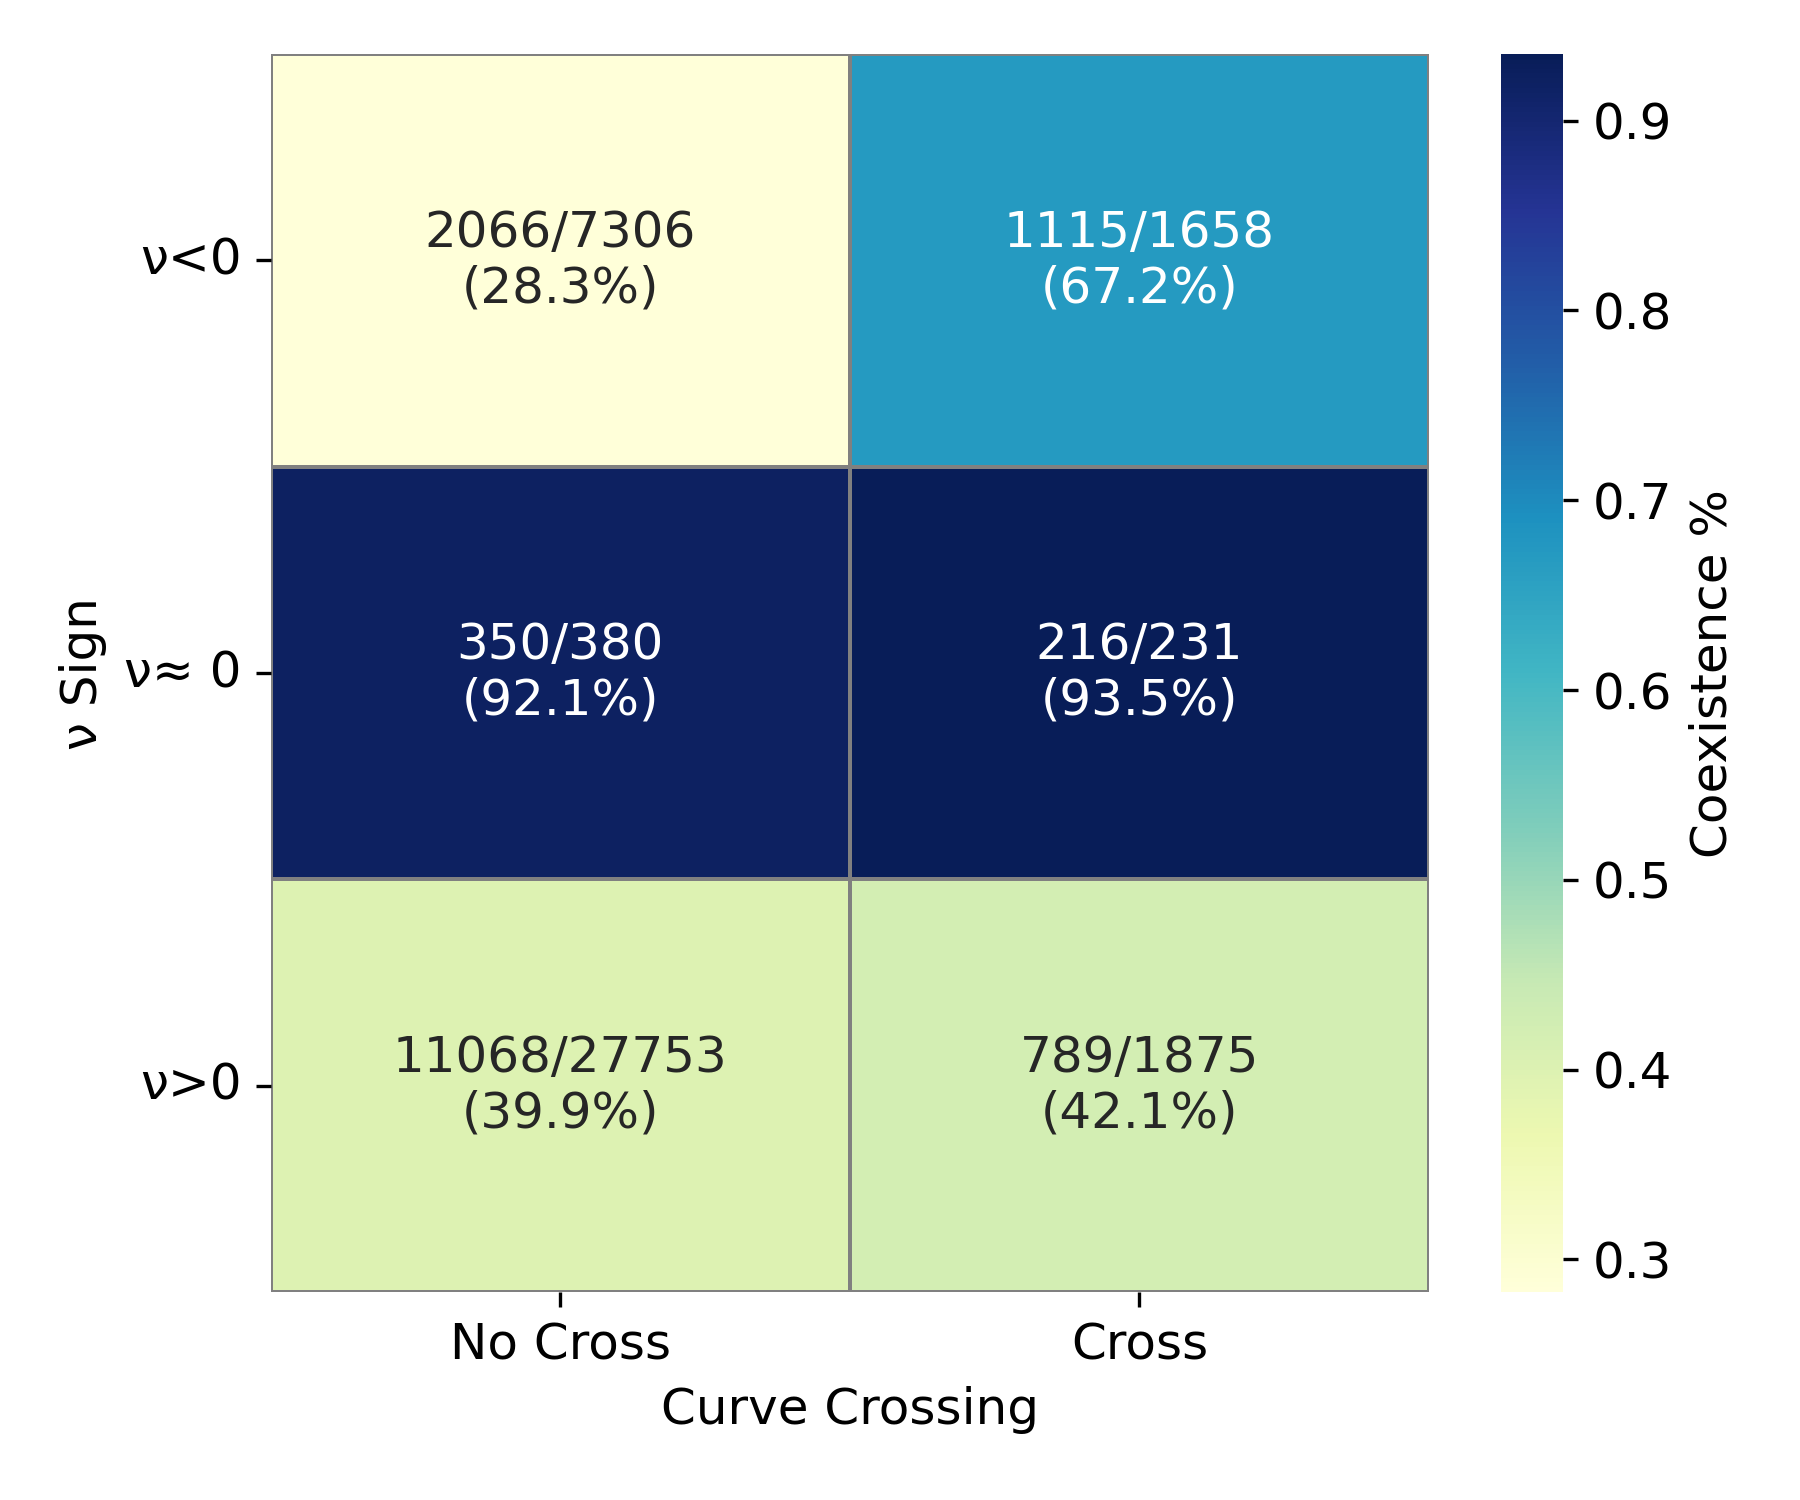 ν<0
2066/7306
(28.3%)
1115/1658
(67.2%)
ν Sign
ν≈ 0
350/380
(92.1%)
216/231
(93.5%)
ν>0
11068/27753
(39.9%)
789/1875
(42.1%)
No Cross
Cross
Curve Crossing
0.9
0.8
0.7
0.6
0.5
0.4
0.3
Coexistence %